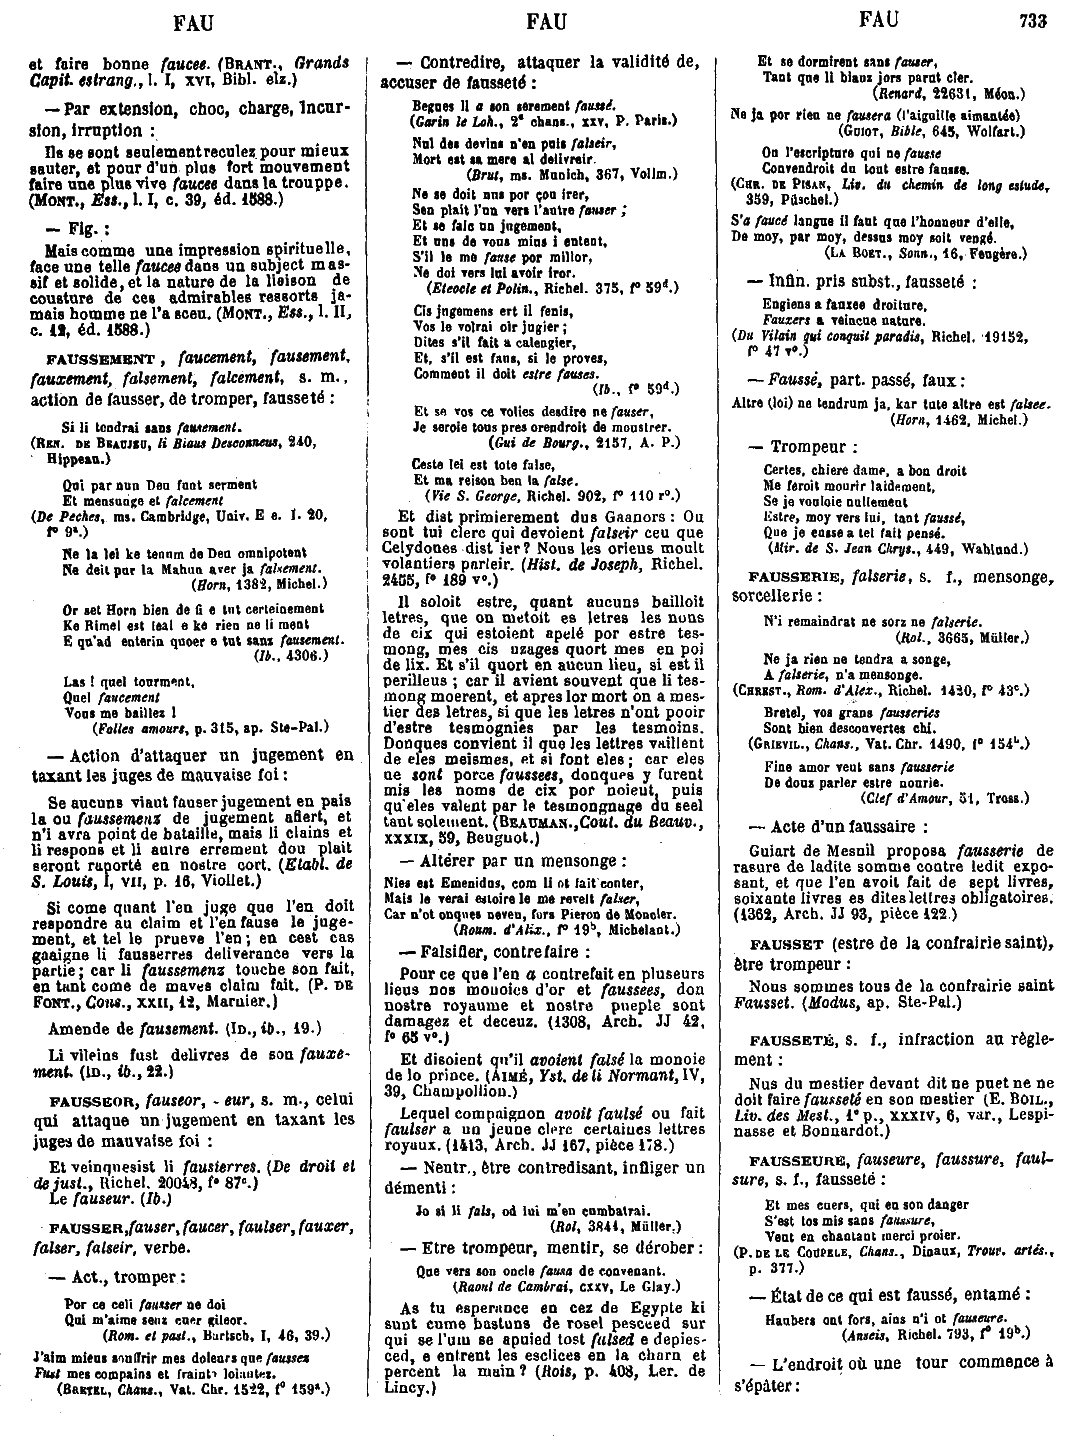 FAU
FAU
FAU
733
et faire bonne faucee. (BRANT., Grands
Capit. estrang., l. I, XVI, Bibl. elz.)
— Par extension, choc, charge, incur-
sion, irruption :
Ils se sont seulement reculez pour mieux
sauter, et pour d'un plus fort mouvement
faire une plus vive faucee dans la trouppe.
(MONT., Ess., l. I, c. 39, éd. 1588.)
— Fig. :
Mais comme une impression spirituelle,
face une telle faucee dans un subject mas-
sif et solide, et la nature de la liaison de
cousture de ces admirables ressorts ja-
mais homme ne l'a sceu. (MONT., Ess., l. II,
c. 12, éd. 1588.)
FAUSSEMENT, faucement, fausement,
fauxement, falsement, falcement, s. m.,
action de fausser, de tromper, fausseté :
Si li tendrai sans fausement.
(REN. DE BEAUJEU, li Biaus Desconneus, 240,
Hippeau.)
Qui par nun Deu funt serment
Et mensunge et falcement
(De Peches, ms. Cambridge, Univ. E e. I. 20,
f° 9ᵃ.)
Ne la lei ke tenum de Deu omnipotent
Ne deit pur la Mahun aver ja falsement.
(Horn, 1382, Michel.)
Or set Horn bien de fi e tut certeinement
Ke Rimel est leal e ke rien ne li ment
E qu'ad enterin quoer e tut sanz fausement.
(Ib., 4306.)
Las ! quel tourment,
Quel faucement
Vous me baillez !
(Folles amours, p. 315, ap. Ste-Pal.)
— Action d'attaquer un jugement en
taxant les juges de mauvaise foi :
Se aucuns viaut fauser jugement en païs
la ou faussemenz de jugement afiert, et
n'i avra point de bataille, mais li clains et
li respons et li autre errement dou plait
seront raporté en nostre cort. (Etabl. de
S. Louis, I, VII, p. 16, Viollet.)
Si come quant l'en juge que l'en doit
respondre au claim et l'en fause le juge-
ment, et tel le prueve l'en ; en cest cas
gaaigne li fausserres deliverance vers la
partie ; car li faussemenz touche son fait,
en tant come de maves claim fait. (P. DE
FONT., Cons., XXII, 12, Marnier.)
Amende de fausement. (ID., ib., 19.)
Li vileins fust delivres de son fauxe-
ment. (ID., ib., 22.)
FAUSSEOR, fauseor, - eur, s. m., celui
qui attaque un jugement en taxant les
juges de mauvaise foi :
Et veinquesist li fausierres. (De droit et
de just., Richel. 20048, f° 87ᶜ.)
Le fauseur. (Ib.)
FAUSSER, fauser, faucer, faulser, fauxer,
falser, falseir, verbe.
— Act., tromper :
Por ce celi fausser ne doi
Qui m'aime senz cuer gileor.
(Rom. et past., Bartsch, I, 46, 39.)
J'aim mieus souffrir mes doleurs que faussez
Fust mes compains et fraint loiautez.
(BRETEL, Chans., Vat. Chr. 1522, f° 159ᵃ.)
— Contredire, attaquer la validité de,
accuser de fausseté :
Begues li a son serement faussé.
(Garin le Loh., 2ᵉ chans., XXV, P. Paris.)
Nul des devins n'en puis falseir,
Mort est sa mere al delivreir.
(Brut, ms. Munich, 367, Vollm.)
Ne se doit uns por çou irer,
Sen plait l'un vers l'autre fauser ;
Et se fais un jugement,
Et uns de vous mius i entent,
S'il le me fause por millor,
Ne doi vers lui avoir iror.
(Eteocle et Polin., Richel. 375, f° 59ᵈ.)
Cis jugemens ert il fenis,
Vos le volrai oïr jugier ;
Dites s'il fait a calengier,
Et, s'il est faus, si le proves,
Comment il doit estre fauses.
(Ib., f° 59ᵈ.)
Et se vos ce volies desdire ne fauser,
Je seroie tous pres orendroit de moustrer.
(Gui de Bourg., 2157, A. P.)
Ceste lei est tote false,
Et ma reison ben la false.
(Vie S. George, Richel. 902, f° 110 r°.)
Et dist primierement dus Gaanors : Ou
sont tui clerc qui devoient falseir ceu que
Celydones dist ier ? Nous les orieus moult
volantiers parleir. (Hist. de Joseph, Richel.
2455, f° 189 v°.)
Il soloit estre, quant aucuns bailloit
letres, que on metoit es letres les nons
de cix qui estoient apelé por estre tes-
mong, mes cis uzages quort mes en poi
de lix. Et s'il quort en aucun lieu, si est il
perilleus ; car il avient souvent que li tes-
mong moerent, et apres lor mort on a mes-
tier des letres, si que les letres n'ont pooir
d'estre tesmognies par les tesmoins.
Donques convient il que les lettres vaillent
de eles meismes, et si font eles ; car eles
ne sont porce faussees, donques y furent
mis les noms de cix por noient, puis
qu'eles valent par le tesmongnage du seel
tant solement. (BEAUMAN., Cout. du Beauv.,
XXXIX, 59, Beugnot.)
— Altérer par un mensonge :
Nies est Emenidus, com li ot fait conter,
Mais le verai estoire le me revelt falser,
Car n'ot onques neveu, fors Pieron de Moncler.
(Roum. d'Alix., f° 19ᵇ, Michelant.)
— Falsifier, contrefaire :
Pour ce que l'en a contrefait en pluseurs
lieus nos monoies d'or et faussées, don
nostre royaume et nostre pueple sont
damagez et deceuz. (1308, Arch. JJ 42,
f° 65 v°.)
Et disoient qu'il avoient falsé la monoie
de lo prince. (AIMÉ, Yst. de li Normant, IV,
39, Champollion.)
Lequel compaignon avoit faulsé ou fait
faulser a un jeune clerc certaines lettres
royaux. (1413, Arch. JJ 167, pièce 178.)
— Neutr., être contredisant, infliger un
démenti :
Jo si li fals, od lui m'en cumbatrai.
(Rol, 3844, Müller.)
— Etre trompeur, mentir, se dérober :
Que vers son oncle fausa de convenant.
(Raoul de Cambrai, CXXV, Le Glay.)
As tu esperance en cez de Egypte ki
sunt cume bastuns de rosel pesceed sur
qui se l'um se apuied tost falsed e depies-
ced, e entrent les esclices en la charn e
percent la main ? (Rois, p. 408, Ler. de
Lincy.)
Et se dormirent sans fauser,
Tant que li biaux jors parut cler.
(Renard, 22631, Méon.)
Ne ja por rien ne fausera (l'aiguille aimantée)
(GUIOT, Bible, 645, Wolfart.)
On l'escripture qui ne fausse
Convendroit du tout estre fausse.
(CHR. DE PISAN, Liv. du chemin de long estude,
359, Püschel.)
S'a faucé langue il faut que l'honneur d'elle,
De moy, par moy, dessus moy soit vengé.
(LA BOET., Sonn., 16, Feugère.)
— Infin. pris subst., fausseté :
Engiens a fauxee droiture,
Fauxers a veincue nature.
(Du Vilain qui conquit paradis, Richel. 19152,
f° 47 v°.)
— Faussé, part. passé, faux :
Altre (loi) ne tendrum ja, kar tute altre est falsee.
(Horn, 1462, Michel.)
— Trompeur :
Certes, chiere dame, a bon droit
Me feroit mourir laidement,
Se je vouloie nullement
Estre, moy vers lui, tant faussé,
Que je eusse a tel fait pensé.
(Mir. de S. Jean Chrys., 449, Wahlund.)
FAUSSERIE, falserie, s. f., mensonge,
sorcellerie :
N'i remaindrat ne sorz ne falserie.
(Rol., 3665, Müller.)
Ne ja rien ne tendra a songe,
A falserie, n'a mensonge.
(CHREST., Rom. d'Alex., Richel. 1420, f° 43ᶜ.)
Bretel, vos grans fausseries
Sont bien descouvertes chi.
(GRIEVIL., Chans., Vat. Chr. 1490, f° 154ᵇ.)
Fine amor veut sans fausserie
De douz parler estre nourie.
(Clef d'Amour, 51, Tross.)
— Acte d'un faussaire :
Guiart de Mesnil proposa fausserie de
rasure de ladite somme contre ledit expo-
sant, et que l'en avoit fait de sept livres,
soixante livres es dites lettres obligatoires.
(1362, Arch. JJ 93, pièce 122.)
FAUSSET (estre de la confrairie saint),
être trompeur :
Nous sommes tous de la confrairie saint
Fausset. (Modus, ap. Ste-Pal.)
FAUSSETÉ, s. f., infraction au règle-
ment :
Nus du mestier devant dit ne puet ne ne
doit faire fausseté en son mestier (E. BOIL.,
Liv. des Mest., 1ᵉ p., XXXIV, 6, var., Lespi-
nasse et Bonnardot.)
FAUSSEURE, fauseure, faussure, faul-
sure, s. f., fausseté :
Et mes cuers, qui en son danger
S'est tos mis sans faussure,
Veut en chantant merci proier.
(P. DE LE COUPELE, Chans., Dinaux, Trouv. artés.,
p. 377.)
— État de ce qui est faussé, entamé :
Haubers ont fors, ains n'i ot fauseure.
(Anseis, Richel. 793, f° 19ᵇ.)
— L'endroit où une tour commence à
s'épâter :